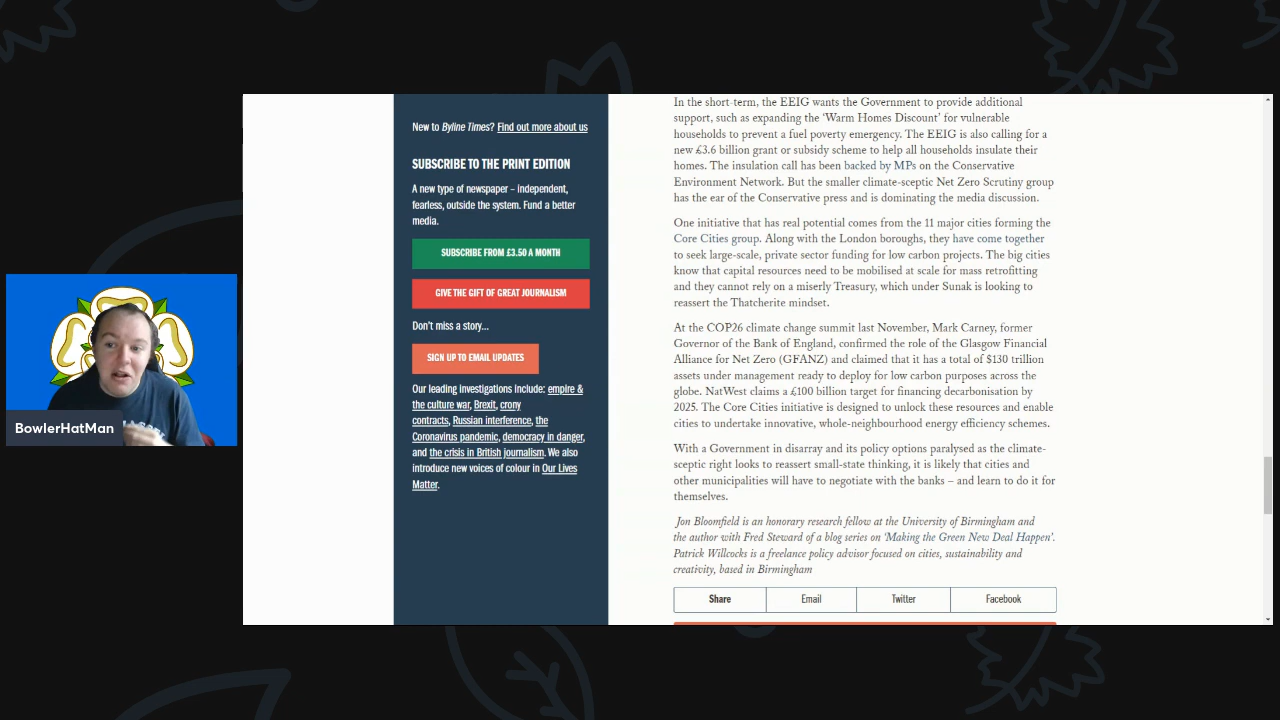 New to Byline Times? Find out more about us
SUBSCRIBE TO THE PRINT EDITION
A new type of newspaper – independent,
fearless, outside the system. Fund a better
media.
SUBSCRIBE FROM £3.50 A MONTH
GIVE THE GIFT OF GREAT JOURNALISM
Don't miss a story...
SIGN UP TO EMAIL UPDATES
Our leading investigations include: empire &
the culture war, Brexit, crony
contracts, Russian interference, the
Coronavirus pandemic, democracy in danger,
and the crisis in British journalism. We also
introduce new voices of colour in Our Lives
Matter.
In the short-term, the EEIG wants the Government to provide additional
support, such as expanding the ‘Warm Homes Discount’ for vulnerable
households to prevent a fuel poverty emergency. The EEIG is also calling for a
new £3.6 billion grant or subsidy scheme to help all households insulate their
homes. The insulation call has been backed by MPs on the Conservative
Environment Network. But the smaller climate-sceptic Net Zero Scrutiny group
has the ear of the Conservative press and is dominating the media discussion.
One initiative that has real potential comes from the 11 major cities forming the
Core Cities group. Along with the London boroughs, they have come together
to seek large-scale, private sector funding for low carbon projects. The big cities
know that capital resources need to be mobilised at scale for mass retrofitting
and they cannot rely on a miserly Treasury, which under Sunak is looking to
reassert the Thatcherite mindset.
At the COP26 climate change summit last November, Mark Carney, former
Governor of the Bank of England, confirmed the role of the Glasgow Financial
Alliance for Net Zero (GFANZ) and claimed that it has a total of $130 trillion
assets under management ready to deploy for low carbon purposes across the
globe. NatWest claims a £100 billion target for financing decarbonisation by
2025. The Core Cities initiative is designed to unlock these resources and enable
cities to undertake innovative, whole-neighbourhood energy efficiency schemes.
With a Government in disarray and its policy options paralysed as the climate-
sceptic right looks to reassert small-state thinking, it is likely that cities and
other municipalities will have to negotiate with the banks – and learn to do it for
themselves.
Jon Bloomfield is an honorary research fellow at the University of Birmingham and
the author with Fred Steward of a blog series on ‘Making the Green New Deal Happen’.
Patrick Willcocks is a freelance policy advisor focused on cities, sustainability and
creativity, based in Birmingham
Share Email Twitter Facebook
BowlerHatMan